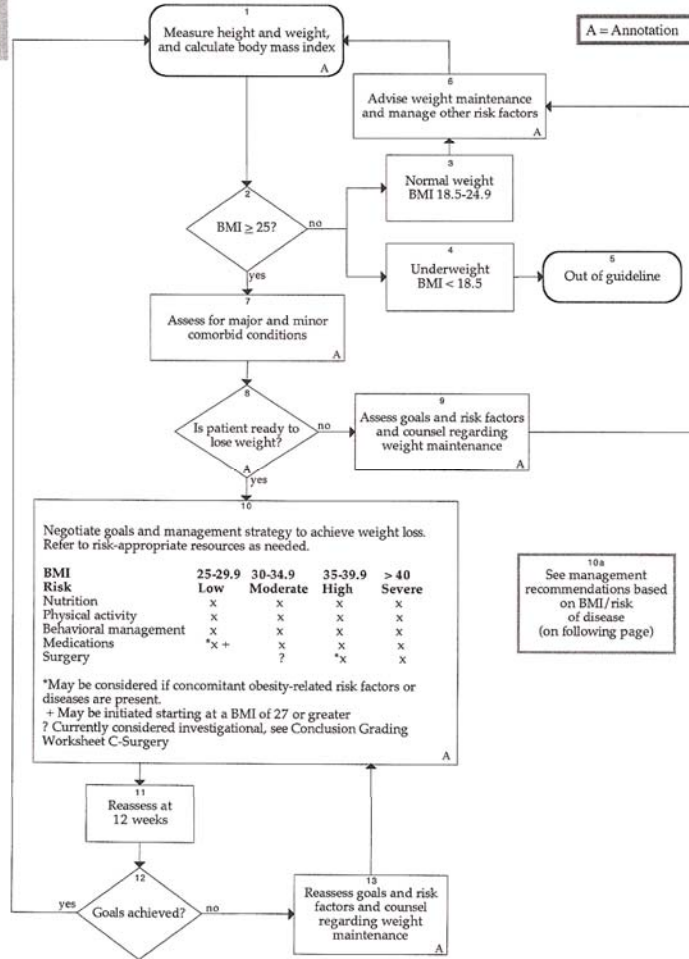 1
Measure height and weight,
and calculate body mass index
A
A = Annotation
6
Advise weight maintenance
and manage other risk factors
A
2
BMI ≥ 25?
no
yes
3
Normal weight
BMI 18.5-24.9
4
Underweight
BMI < 18.5
5
Out of guideline
7
Assess for major and minor
comorbid conditions
A
8
Is patient ready to
lose weight?
A
no
yes
9
Assess goals and risk factors
and counsel regarding
weight maintenance
A
10
Negotiate goals and management strategy to achieve weight loss.
Refer to risk-appropriate resources as needed.
BMI 25-29.9 30-34.9 35-39.9 > 40
Risk Low Moderate High Severe
Nutrition x x x x
Physical activity x x x x
Behavioral management x x x x
Medications *x + x x x
Surgery ? *x x
*May be considered if concomitant obesity-related risk factors or
diseases are present.
+ May be initiated starting at a BMI of 27 or greater
? Currently considered investigational, see Conclusion Grading
Worksheet C-Surgery
A
10a
See management
recommendations based
on BMI/risk
of disease
(on following page)
11
Reassess at
12 weeks
12
Goals achieved?
yes
no
13
Reassess goals and risk
factors and counsel
regarding weight
maintenance
A